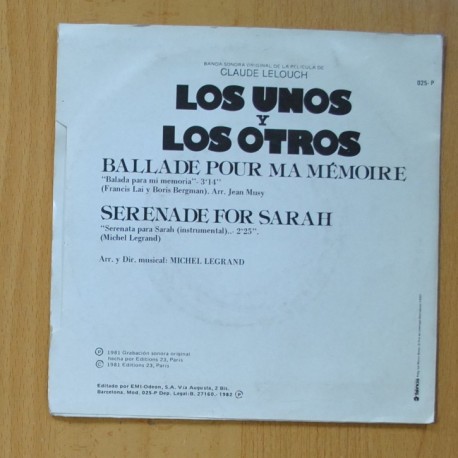 BANDA SONORA ORIGINAL DE LA PELICULA DE
CLAUDE LELOUCH
025-P
LOS UNOS
Y
LOS OTROS
BALLADE POUR MA MÉMOIRE
"Balada para mi memoria"- 3'14"
(Francis Lai y Boris Bergman). Arr. Jean Musy
SERENADE FOR SARAH
"Serenata para Sarah (instrumental)..- 2'25".
(Michel Legrand)
Arr. y Dic. musical: MICHEL LEGRAND
Ⓟ 1981 Grabación sonora original
hecha por Editions 23, Paris
Ⓒ 1981 Editions 23, Paris
Editado por EMI-Odeon, S.A. Vía Augusta, 2 Bis.
Barcelona. Mod. 025-P Dep. Legal:B. 27160.-1982